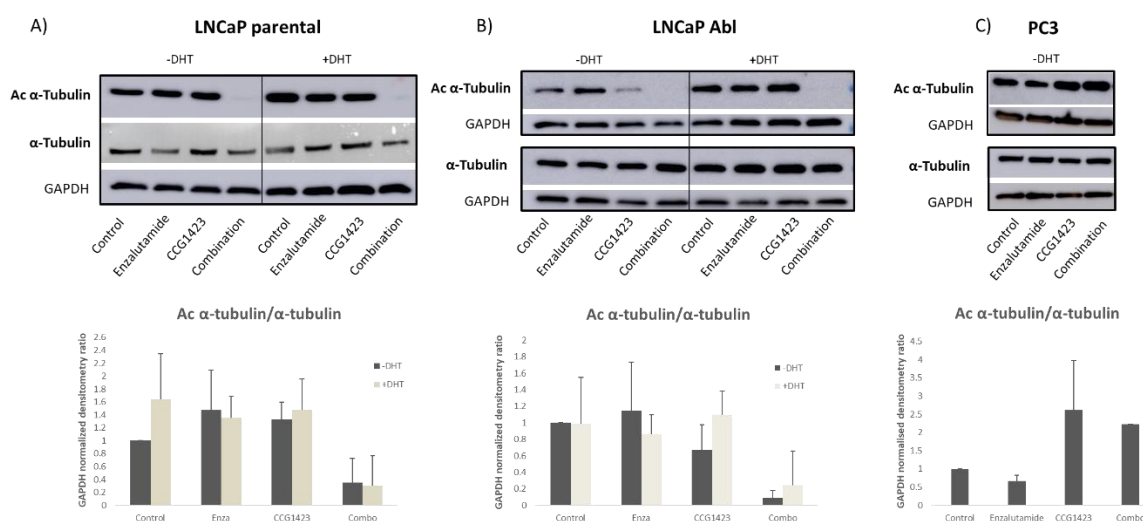 A)
LNCaP parental
-DHT
+DHT
Ac α-Tubulin
α-Tubulin
GAPDH
Control
Enzalutamide
CCG1423
Combination
Control
Enzalutamide
CCG1423
Combination
B)
LNCaP Abl
-DHT
+DHT
Ac α-Tubulin
GAPDH
α-Tubulin
GAPDH
Control
Enzalutamide
CCG1423
Combination
Control
Enzalutamide
CCG1423
Combination
C)
PC3
-DHT
Ac α-Tubulin
GAPDH
α-Tubulin
GAPDH
Control
Enzalutamide
CCG1423
Combination
Ac α-tubulin/α-tubulin
GAPDH normalized densitometry ratio
2.6
2.4
2.2
2
1.8
1.6
1.4
1.2
1
0.8
0.6
0.4
0.2
0
-DHT
+DHT
Control
Enza
CCG1423
Combo
Ac α-tubulin/α-tubulin
GAPDH normalized densitometry ratio
2
1.8
1.6
1.4
1.2
1
0.8
0.6
0.4
0.2
0
-DHT
+DHT
Control
Enza
CCG1423
Combo
Ac α-tubulin/α-tubulin
GAPDH normalised densitometry ratio
4.5
4
3.5
3
2.5
2
1.5
1
0.5
0
Control
Enzalutamide
CCG1423
Combo